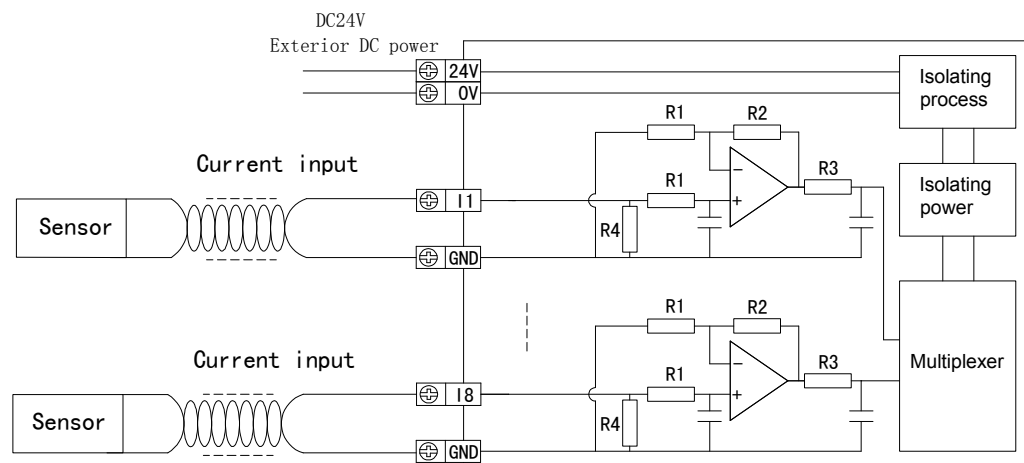 DC24V
Exterior DC power
24V
0V
Isolating
process
R1
R2
Current input
R1
R3
Isolating
power
I1
Sensor
R4
GND
R1
R2
Current input
R1
R3
Multiplexer
I8
Sensor
R4
GND